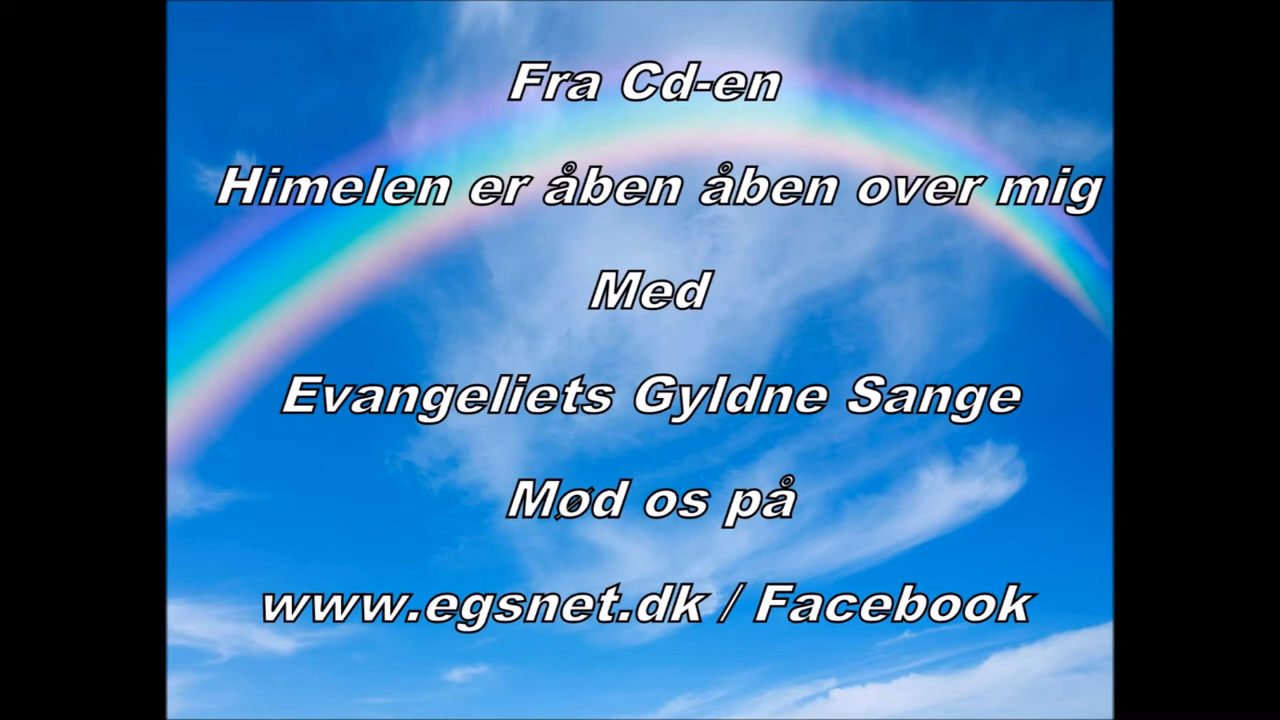 Fra Cd-en
Himelen er åben åben over mig
Med
Evangeliets Gyldne Sange
Mød os på
www.egsnet.dk / Facebook